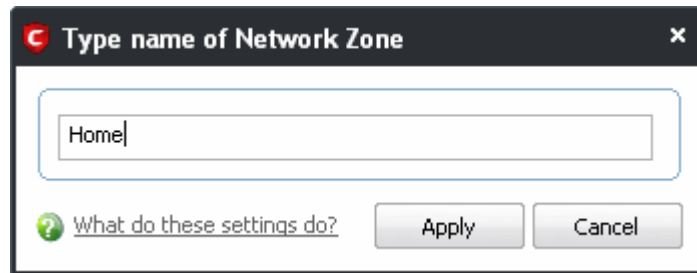 Type name of Network Zone
Home
What do these settings do?
Apply
Cancel